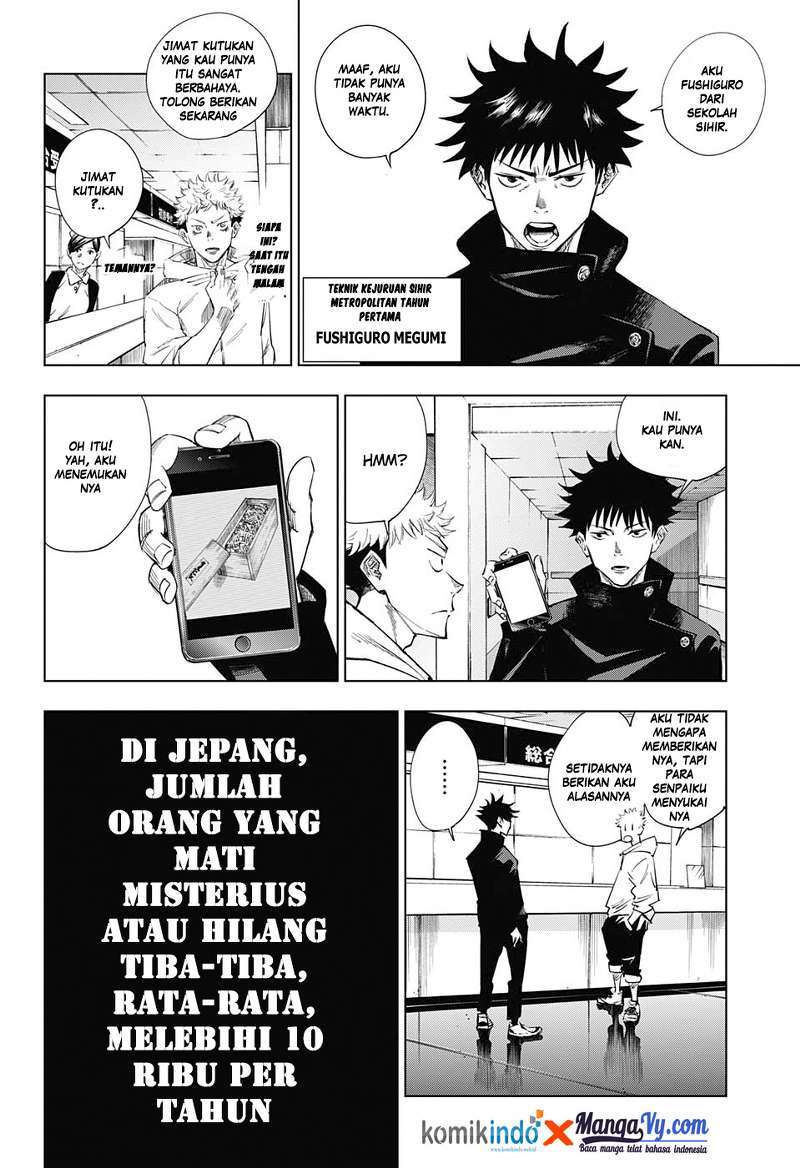 AKU
FUSHIGURO
DARI
SEKOLAH
SIHIR.
MAAF, AKU
TIDAK PUNYA
BANYAK
WAKTU.
TEKNIK KEJURUAN SIHIR
METROPOLITAN TAHUN
PERTAMA
FUSHIGURO MEGUMI
JIMAT KUTUKAN
YANG KAU PUNYA
ITU SANGAT
BERBAHAYA.
TOLONG BERIKAN
SEKARANG
SIAPA
INI?
SAAT ITU
TENGAH
MALAM
JIMAT
KUTUKAN
?..
TEMANNYA?
INI.
KAU PUNYA
KAN.
HMM?
OH ITU!
YAH, AKU
MENEMUKAN
NYA
AKU TIDAK
MENGAPA
MEMBERIKAN
NYA, TAPI
PARA
SENPAIKU
MENYUKAI
NYA
SETIDAKNYA
BERIKAN AKU
ALASANNYA
......
総合
DI JEPANG,
JUMLAH
ORANG YANG
MATI
MISTERIUS
ATAU HILANG
TIBA-TIBA,
RATA-RATA,
MELEBIHI 10
RIBU PER
TAHUN
komikindo X MangaVy.com
Baca manga telat bahasa indonesia